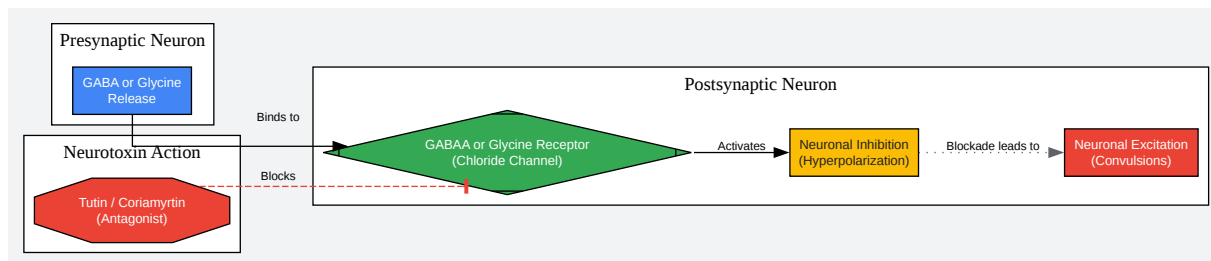 Presynaptic Neuron
GABA or Glycine
Release
Binds to
Neurotoxin Action
Tutin / Coriamyrtin
(Antagonist)
Blocks
Postsynaptic Neuron
GABAA or Glycine Receptor
(Chloride Channel)
Activates
Neuronal Inhibition
(Hyperpolarization)
Blockade leads to
Neuronal Excitation
(Convulsions)